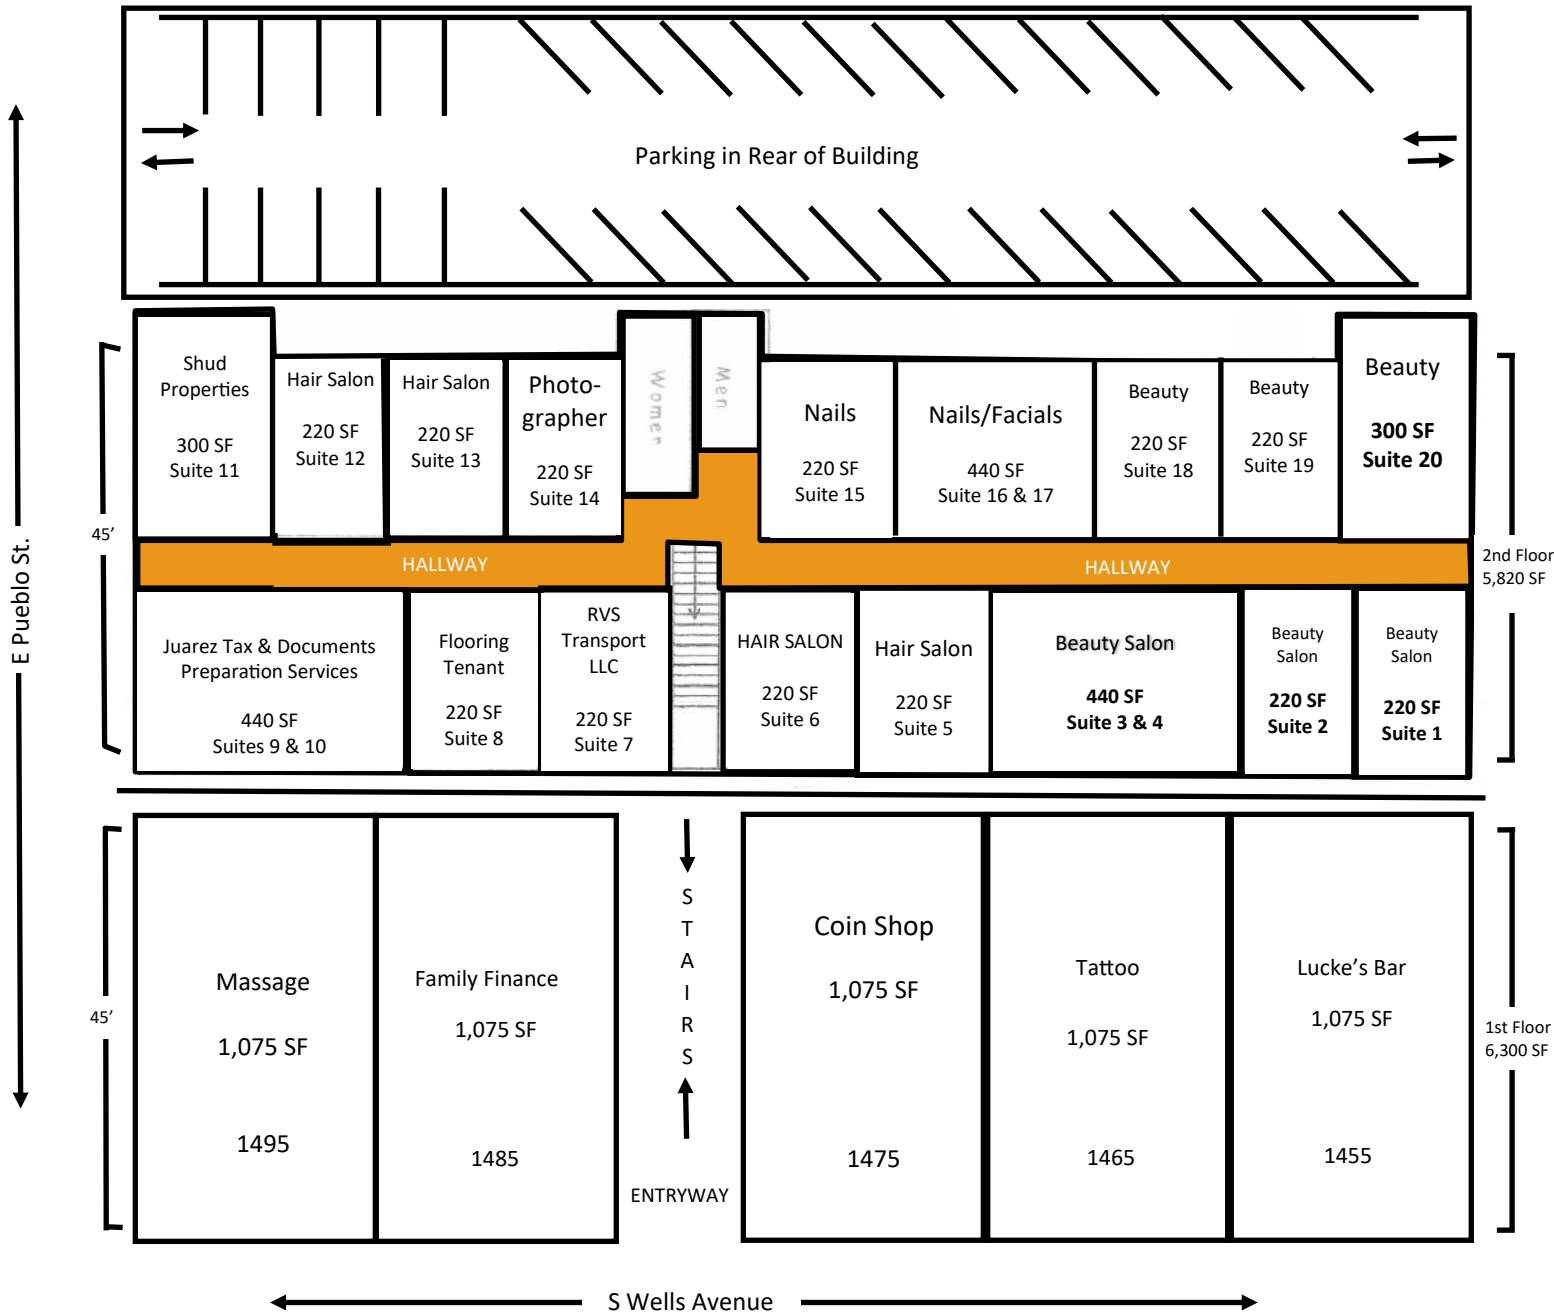 Parking in Rear of Building
E Pueblo St.
45’
Shud
Properties
300 SF
Suite 11
Hair Salon
220 SF
Suite 12
Hair Salon
220 SF
Suite 13
Photo-
grapher
220 SF
Suite 14
Women
Men
Nails
220 SF
Suite 15
Nails/Facials
440 SF
Suite 16 & 17
Beauty
220 SF
Suite 18
Beauty
220 SF
Suite 19
Beauty
300 SF
Suite 20
HALLWAY
HALLWAY
2nd Floor
5,820 SF
Juarez Tax & Documents
Preparation Services
440 SF
Suites 9 & 10
Flooring
Tenant
220 SF
Suite 8
RVS
Transport
LLC
220 SF
Suite 7
HAIR SALON
220 SF
Suite 6
Hair Salon
220 SF
Suite 5
Beauty Salon
440 SF
Suite 3 & 4
Beauty
Salon
220 SF
Suite 2
Beauty
Salon
220 SF
Suite 1
45’
Massage
1,075 SF
1495
Family Finance
1,075 SF
1485
STAIRS
ENTRYWAY
Coin Shop
1,075 SF
1475
Tattoo
1,075 SF
1465
Lucke’s Bar
1,075 SF
1455
1st Floor
6,300 SF
S Wells Avenue